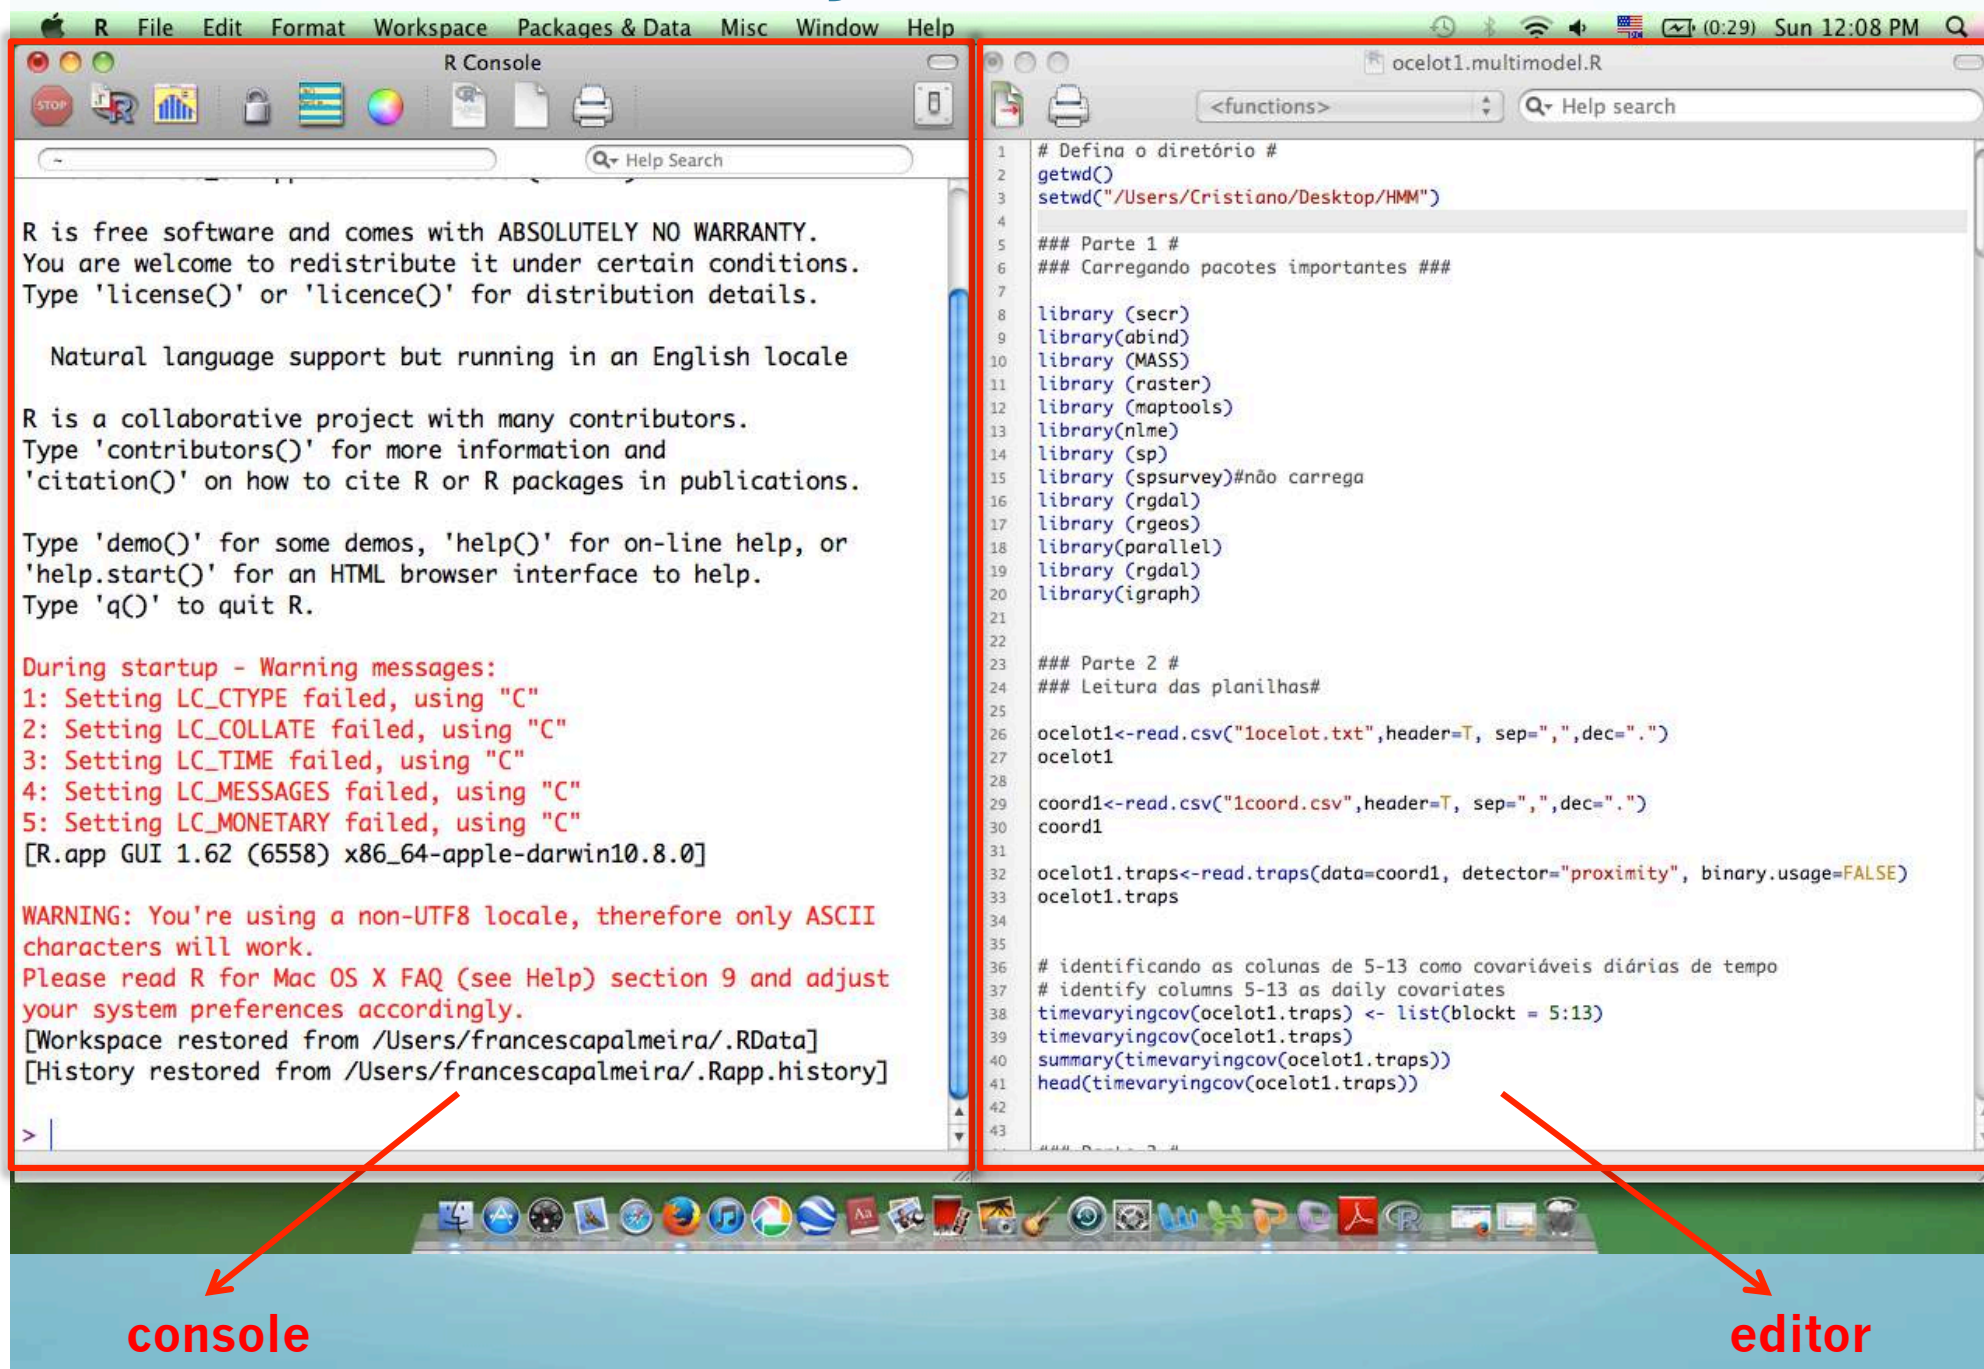 R File Edit Format Workspace Packages & Data Misc Window Help (0:29) Sun 12:08 PM
R Console
STOP
~
Help Search
R is free software and comes with ABSOLUTELY NO WARRANTY.
You are welcome to redistribute it under certain conditions.
Type 'license()' or 'licence()' for distribution details.
Natural language support but running in an English locale
R is a collaborative project with many contributors.
Type 'contributors()' for more information and
'citation()' on how to cite R or R packages in publications.
Type 'demo()' for some demos, 'help()' for on-line help, or
'help.start()' for an HTML browser interface to help.
Type 'q()' to quit R.
During startup - Warning messages:
1: Setting LC_CTYPE failed, using "C"
2: Setting LC_COLLATE failed, using "C"
3: Setting LC_TIME failed, using "C"
4: Setting LC_MESSAGES failed, using "C"
5: Setting LC_MONETARY failed, using "C"
[R.app GUI 1.62 (6558) x86_64-apple-darwin10.8.0]
WARNING: You're using a non-UTF8 locale, therefore only ASCII
characters will work.
Please read R for Mac OS X FAQ (see Help) section 9 and adjust
your system preferences accordingly.
[Workspace restored from /Users/francescapalmeira/.RData]
[History restored from /Users/francescapalmeira/.Rapp.history]
>
ocelot1.multimodel.R
<functions>
Help search
1 # Defina o diretório #
2 getwd()
3 setwd("/Users/Cristiano/Desktop/HMM")
4
5 ### Parte 1 #
6 ### Carregando pacotes importantes ###
7
8 library (secr)
9 library(abind)
10 library (MASS)
11 library (raster)
12 library (maptools)
13 library(nlme)
14 library (sp)
15 library (spsurvey)#não carrega
16 library (rgdal)
17 library (rgeos)
18 library(parallel)
19 library (rgdal)
20 library(igraph)
21
22
23 ### Parte 2 #
24 ### Leitura das planilhas#
25
26 ocelot1<-read.csv("1ocelot.txt",header=T, sep=",",dec=".")
27 ocelot1
28
29 coord1<-read.csv("1coord.csv",header=T, sep=",",dec=".")
30 coord1
31
32 ocelot1.traps<-read.traps(data=coord1, detector="proximity", binary.usage=FALSE)
33 ocelot1.traps
34
35
36 # identificando as colunas de 5-13 como covariáveis diárias de tempo
37 # identify columns 5-13 as daily covariates
38 timevaryingcov(ocelot1.traps) <- list(blockt = 5:13)
39 timevaryingcov(ocelot1.traps)
40 summary(timevaryingcov(ocelot1.traps))
41 head(timevaryingcov(ocelot1.traps))
42
43
console
editor